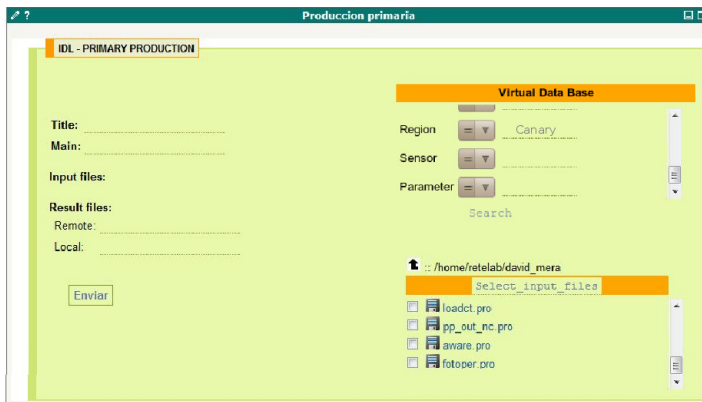 ?
Produccion primaria
IDL - PRIMARY PRODUCTION
Title:
Main:
Input files:
Result files:
Remote:
Local:
Enviar
Virtual Data Base
Region = Canary
Sensor =
Parameter =
Search
:: /home/retelab/david_mera
Select_input_files
loadct.pro
pp_out_nc.pro
aware.pro
fotoper.pro